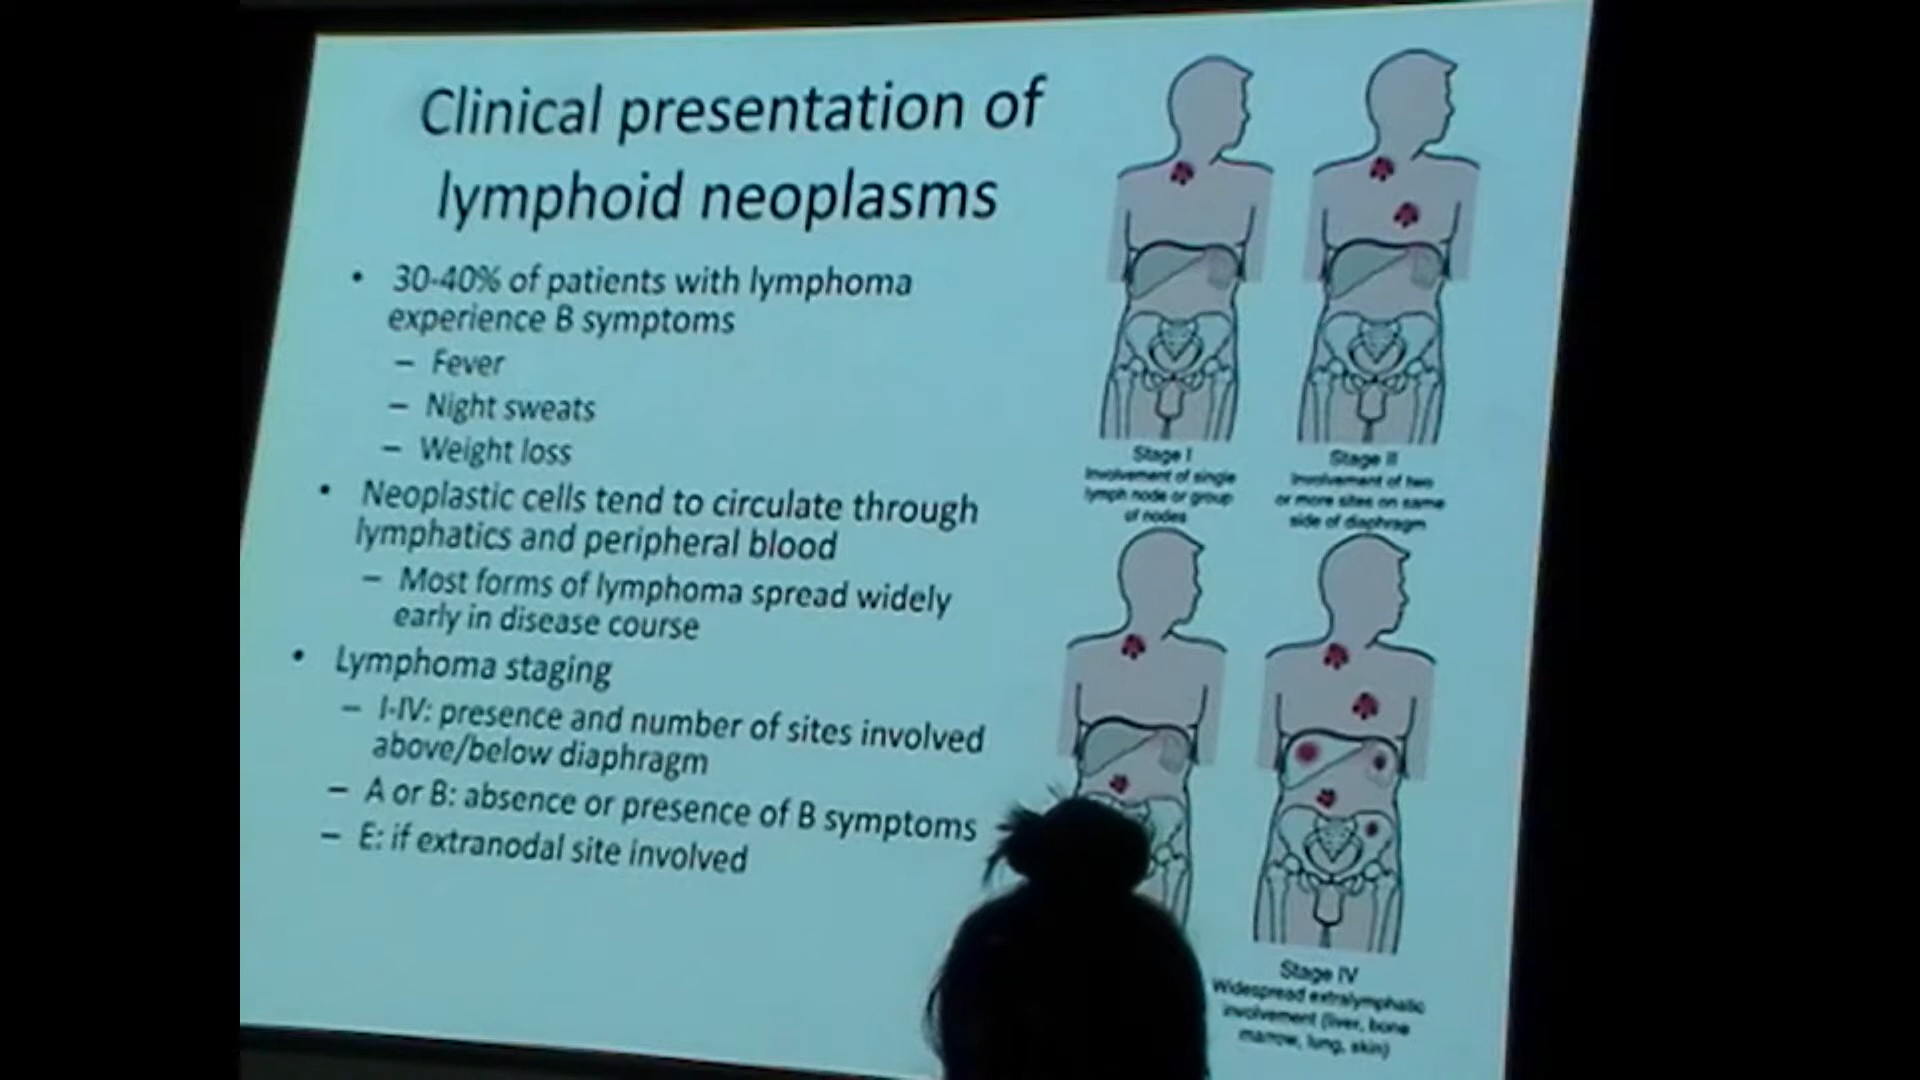 Clinical presentation of
lymphoid neoplasms
• 30-40% of patients with lymphoma
experience B symptoms
– Fever
– Night sweats
– Weight loss
• Neoplastic cells tend to circulate through
lymphatics and peripheral blood
– Most forms of lymphoma spread widely
early in disease course
• Lymphoma staging
– I-IV: presence and number of sites involved
above/below diaphragm
– A or B: absence or presence of B symptoms
– E: if extranodal site involved
Stage I
Involvement of single
lymph node or group
of nodes
Stage II
Involvement of two
or more sites on same
side of diaphragm
Stage IV
Widespread extralymphatic
involvement (liver, bone
marrow, lung, skin)